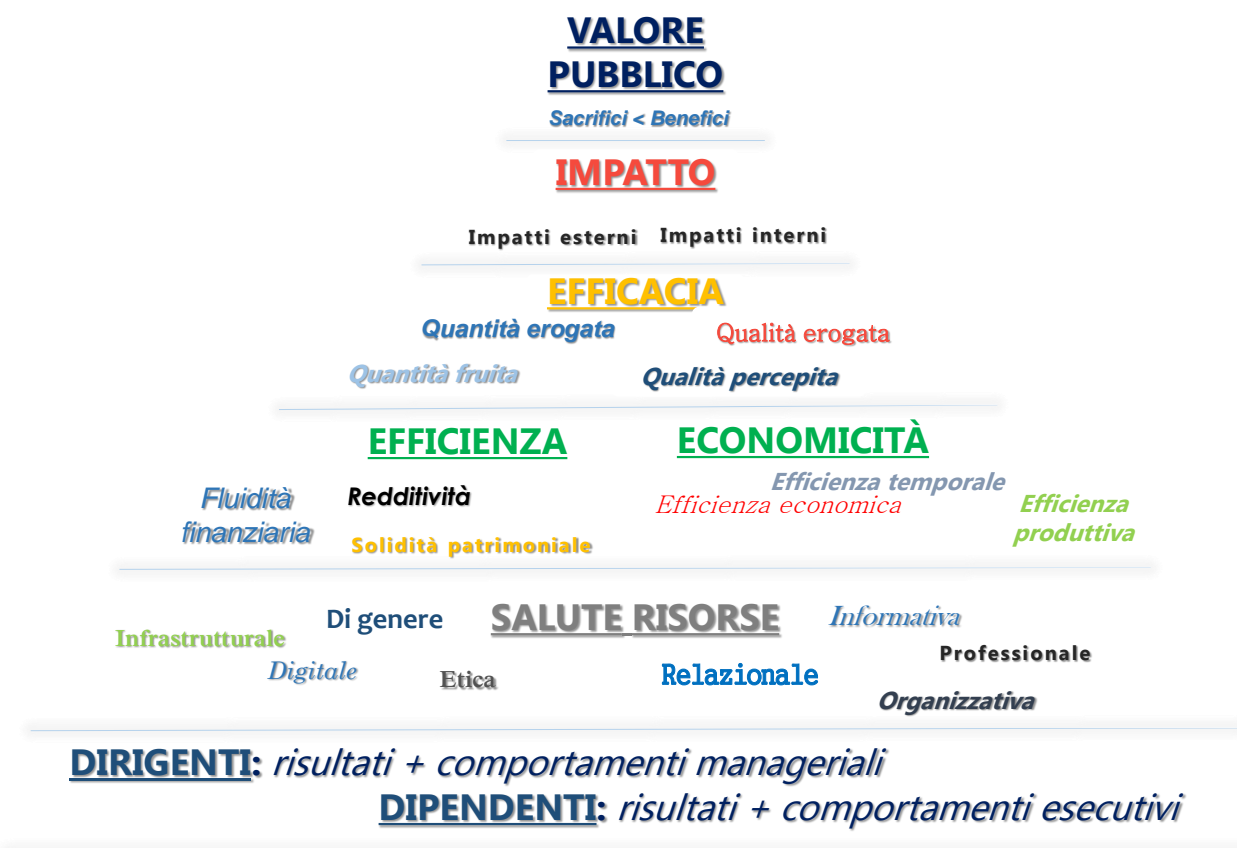 VALORE
PUBBLICO
Sacrifici < Benefici
IMPATTO
Impatti esterni Impatti interni
EFFICACIA
Quantità erogata Qualità erogata
Quantità fruita Qualità percepita
EFFICIENZA ECONOMICITÀ
Fluidità
finanziaria
Redditività
Solidità patrimoniale
Efficienza temporale
Efficienza economica
Efficienza
produttiva
Di genere SALUTE RISORSE Informativa
Infrastrutturale Professionale
Digitale Etica Relazionale
Organizzativa
DIRIGENTI: risultati + comportamenti manageriali
DIPENDENTI: risultati + comportamenti esecutivi